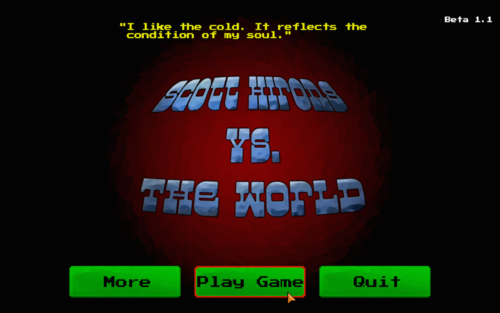 "I like the cold. It reflects the
condition of my soul."
Beta 1.1
SCOTT HIRONS
VS.
THE WORLD
More
Play Game
Quit